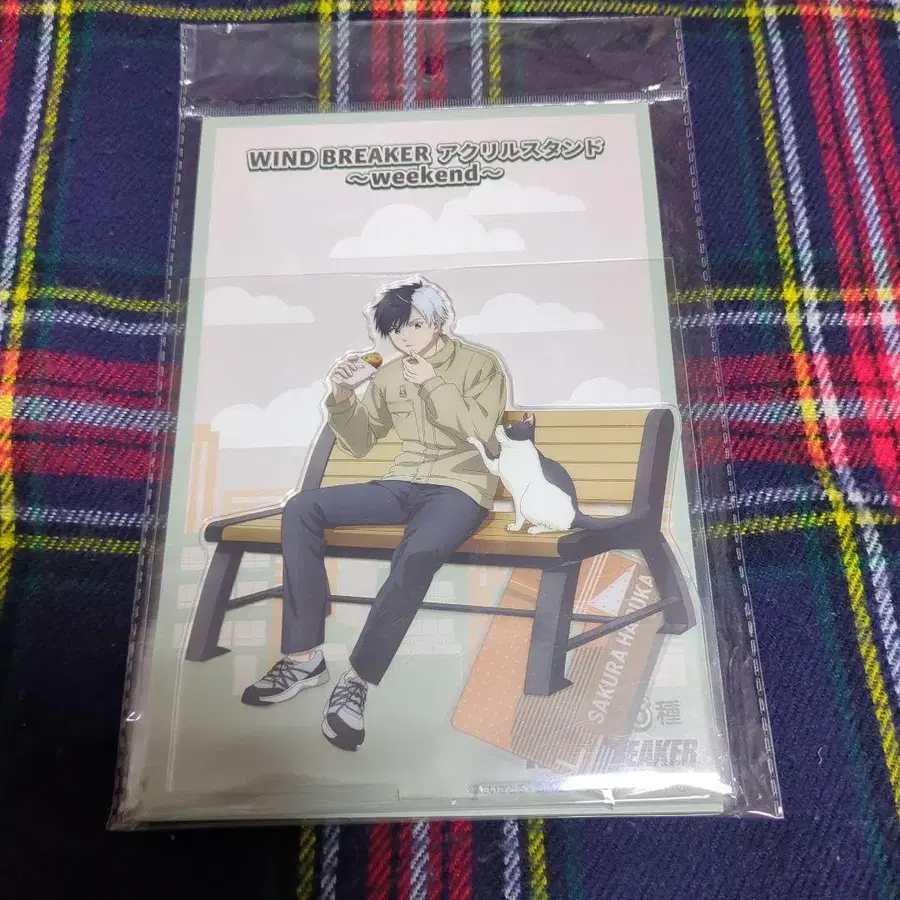 WIND BREAKER アクリルスタンド
～weekend～
SAKURA HARUKA
種
BREAKER